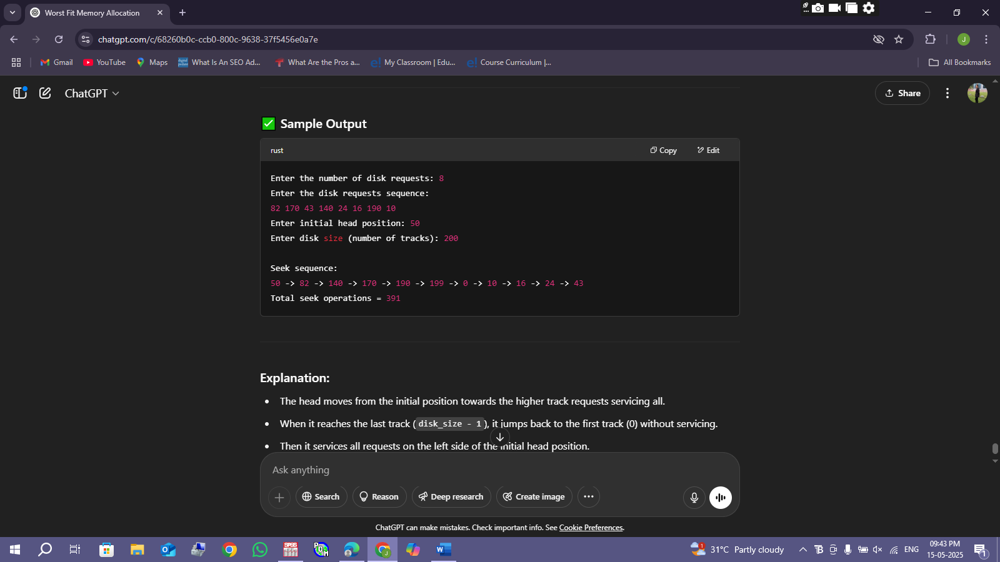 Worst Fit Memory Allocation
chatgpt.com/c/68260b0c-ccb0-800c-9638-37f5456e0a7e
J
Gmail
YouTube
Maps
What Is An SEO Ad...
What Are the Pros a...
My Classroom | Edu...
Course Curriculum |...
All Bookmarks
ChatGPT
Share
Sample Output
rust
Copy
Edit
Enter the number of disk requests: 8
Enter the disk requests sequence:
82 170 43 140 24 16 190 10
Enter initial head position: 50
Enter disk size (number of tracks): 200
Seek sequence:
50 -> 82 -> 140 -> 170 -> 190 -> 199 -> 0 -> 10 -> 16 -> 24 -> 43
Total seek operations = 391
Explanation:
• The head moves from the initial position towards the higher track requests servicing all.
• When it reaches the last track (disk_size - 1), it jumps back to the first track (0) without servicing.
• Then it services all requests on the left side of the initial head position.
Ask anything
Search
Reason
Deep research
Create image
ChatGPT can make mistakes. Check important info. See Cookie Preferences.
SPSS
1
31°C Partly cloudy
ENG
09:43 PM
15-05-2025
1